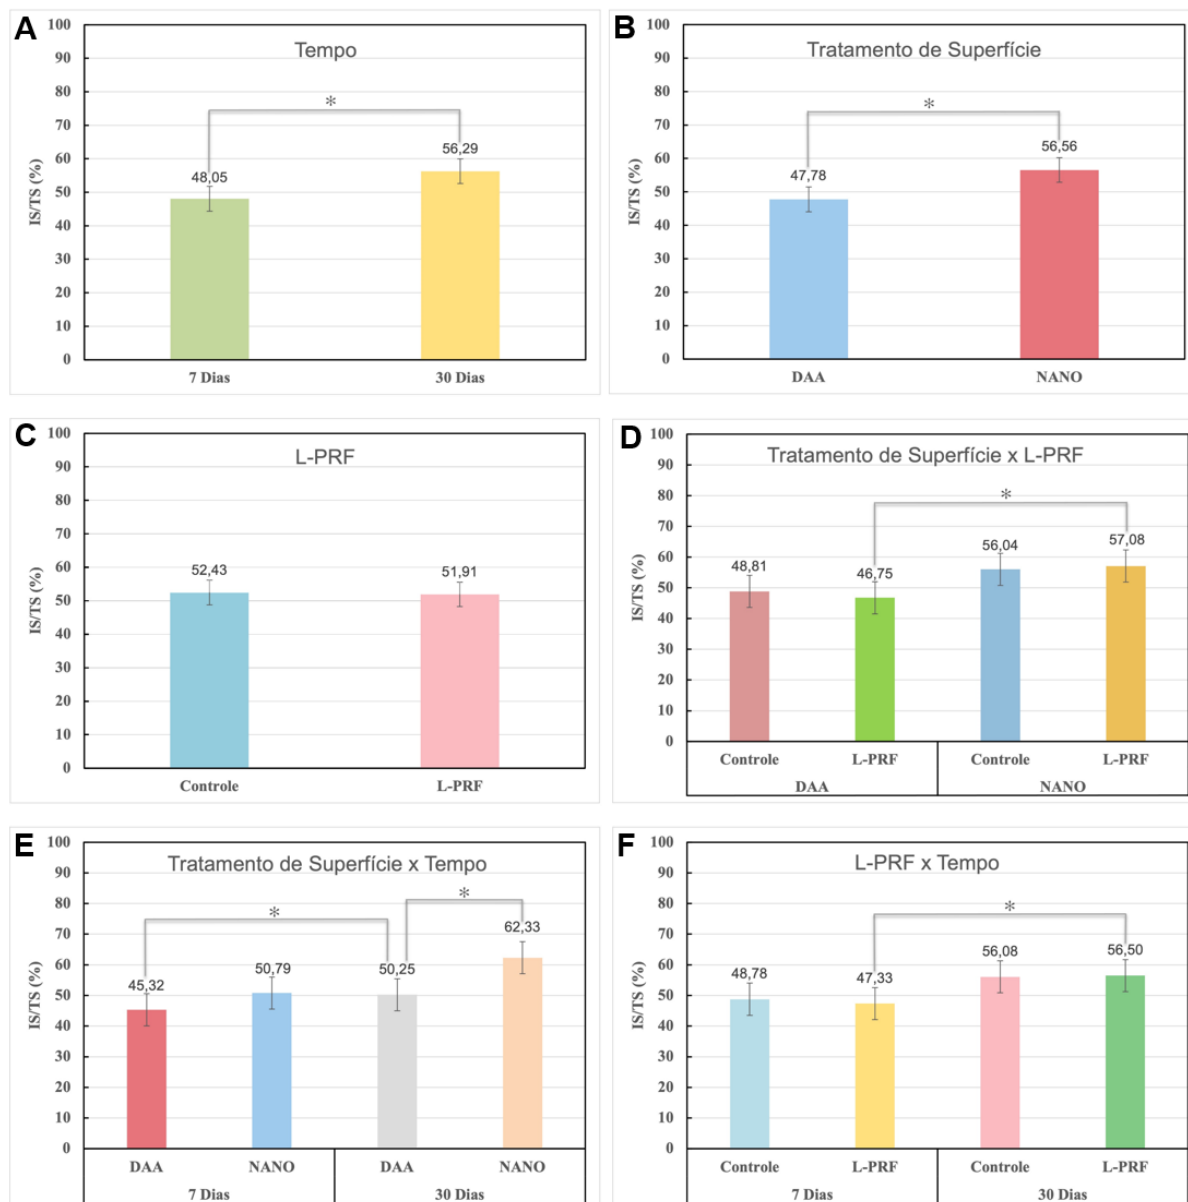 A
Tempo
IS/TS (%)
100
90
80
70
60
50
40
30
20
10
0
*
48,05
56,29
7 Dias
30 Dias
B
Tratamento de Superfície
IS/TS (%)
100
90
80
70
60
50
40
30
20
10
0
*
47,78
56,56
DAA
NANO
C
L-PRF
IS/TS (%)
100
90
80
70
60
50
40
30
20
10
0
52,43
51,91
Controle
L-PRF
D
Tratamento de Superfície x L-PRF
IS/TS (%)
100
90
80
70
60
50
40
30
20
10
0
*
48,81
46,75
56,04
57,08
Controle
L-PRF
Controle
L-PRF
DAA
NANO
E
Tratamento de Superfície x Tempo
IS/TS (%)
100
90
80
70
60
50
40
30
20
10
0
*
*
45,32
50,79
50,25
62,33
DAA
NANO
DAA
NANO
7 Dias
30 Dias
F
L-PRF x Tempo
IS/TS (%)
100
90
80
70
60
50
40
30
20
10
0
*
48,78
47,33
56,08
56,50
Controle
L-PRF
Controle
L-PRF
7 Dias
30 Dias